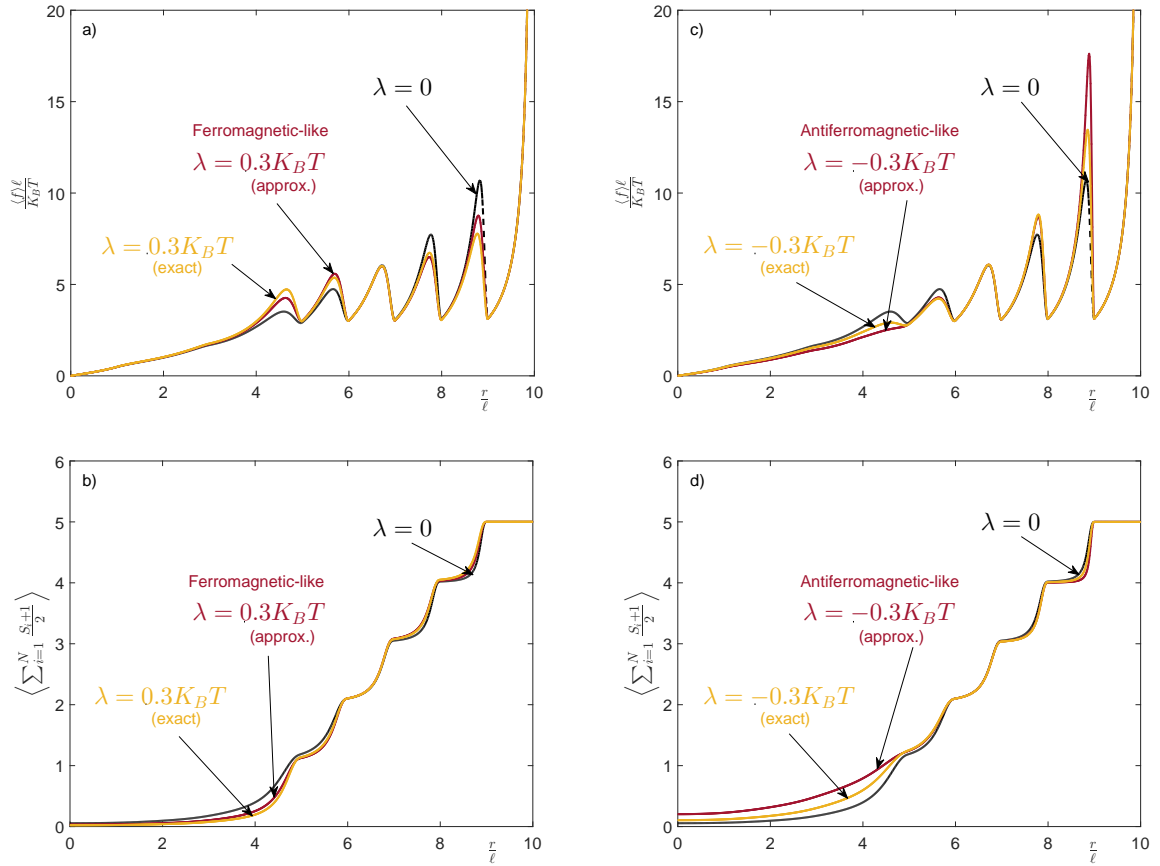 a)
20
15
10
5
0
⟨f⟩ℓ
K_BT
λ = 0
Ferromagnetic-like
λ = 0.3K_BT
(approx.)
λ = 0.3K_BT
(exact)
0 2 4 6 8 10
r/ℓ
c)
20
15
10
5
0
⟨f⟩ℓ
K_BT
λ = 0
Antiferromagnetic-like
λ = −0.3K_BT
(approx.)
λ = −0.3K_BT
(exact)
0 2 4 6 8 10
r/ℓ
b)
6
5
4
3
2
1
0
⟨∑_{i=1}^{N} (S_i+1)/2⟩
λ = 0
Ferromagnetic-like
λ = 0.3K_BT
(approx.)
λ = 0.3K_BT
(exact)
0 2 4 6 8 10
r/ℓ
d)
6
5
4
3
2
1
0
⟨∑_{i=1}^{N} (S_i+1)/2⟩
λ = 0
Antiferromagnetic-like
λ = −0.3K_BT
(approx.)
λ = −0.3K_BT
(exact)
0 2 4 6 8 10
r/ℓ